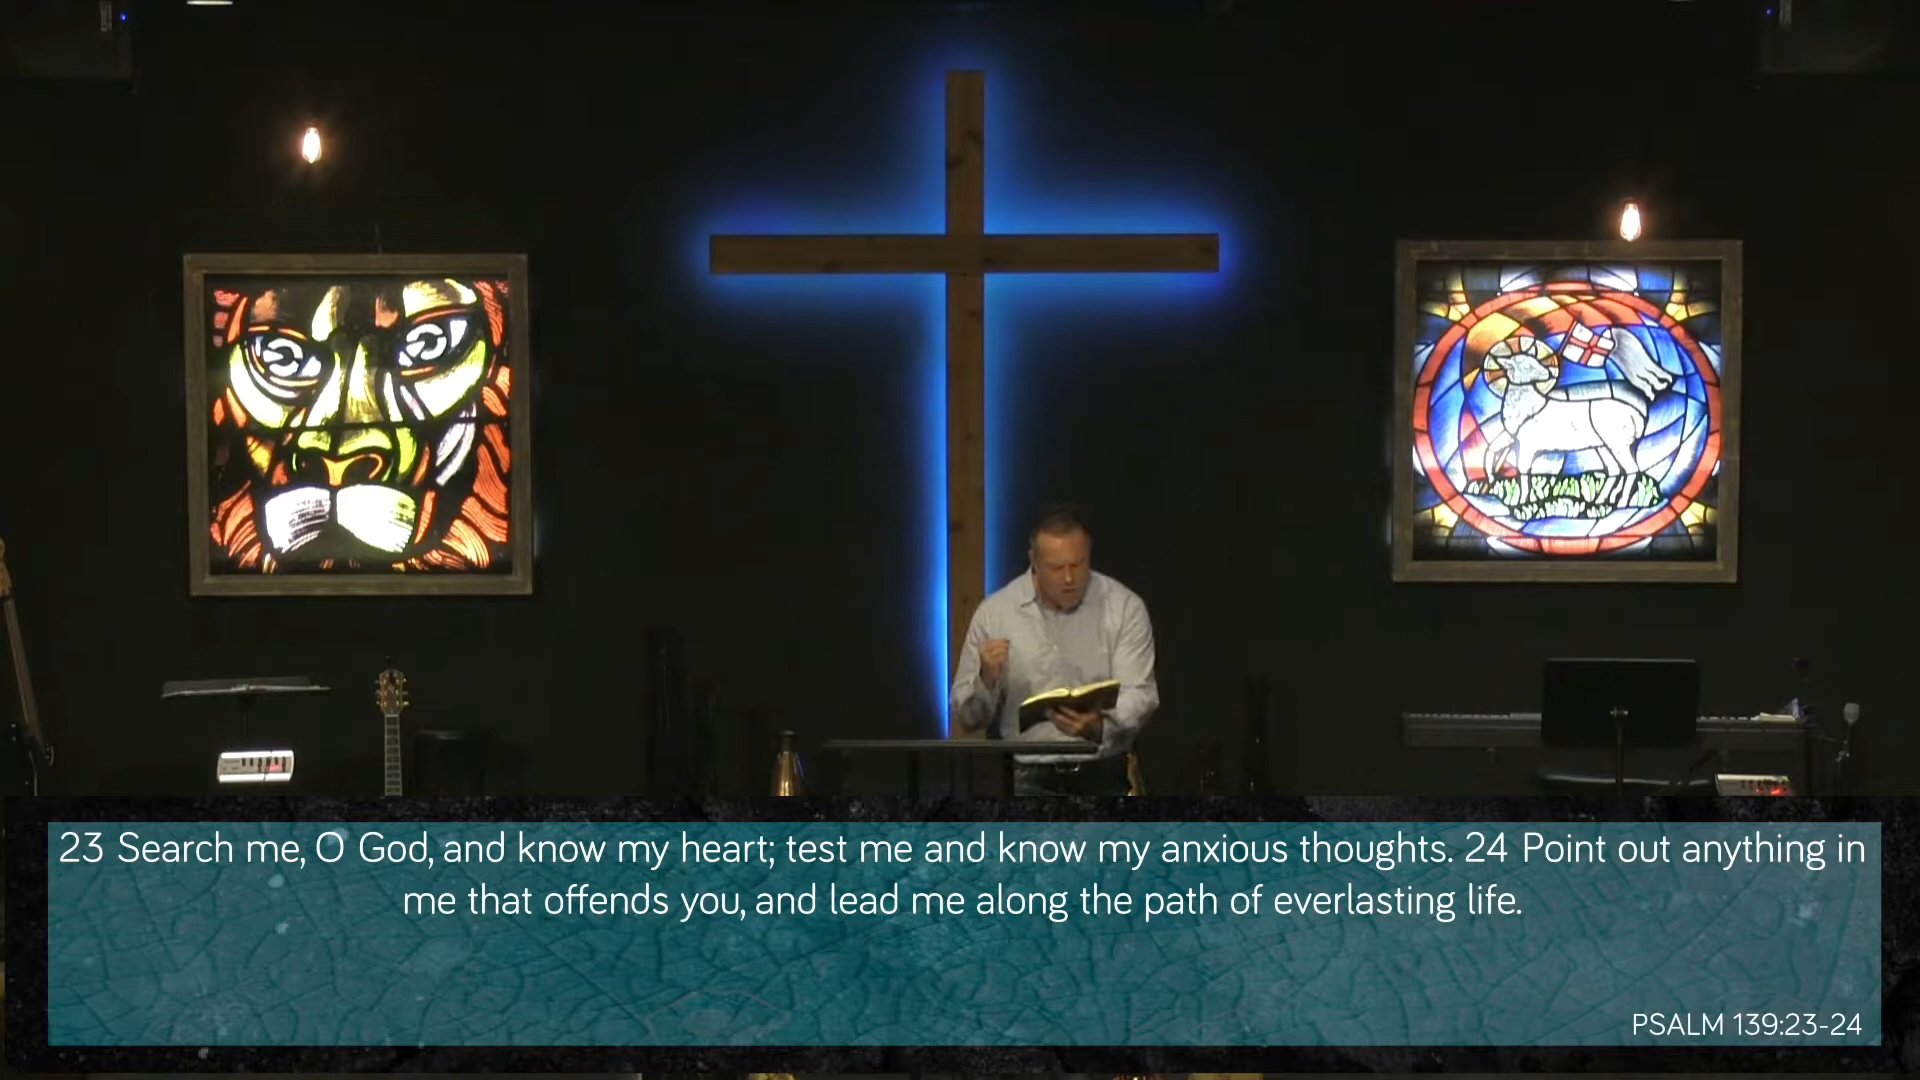 23 Search me, O God, and know my heart; test me and know my anxious thoughts. 24 Point out anything in
me that offends you, and lead me along the path of everlasting life.
PSALM 139:23-24